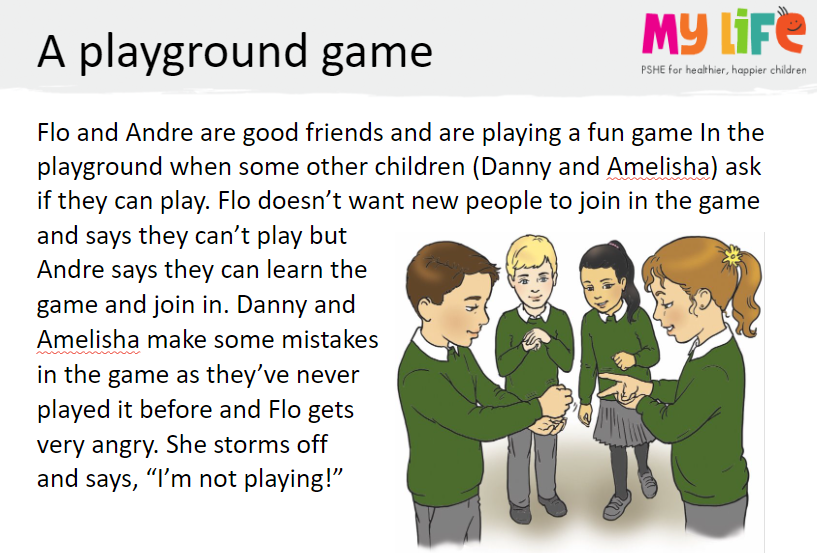 A playground game
MY LiFe
PSHE for healthier, happier children
Flo and Andre are good friends and are playing a fun game In the
playground when some other children (Danny and Amelisha) ask
if they can play. Flo doesn’t want new people to join in the game
and says they can’t play but
Andre says they can learn the
game and join in. Danny and
Amelisha make some mistakes
in the game as they’ve never
played it before and Flo gets
very angry. She storms off
and says, “I’m not playing!”